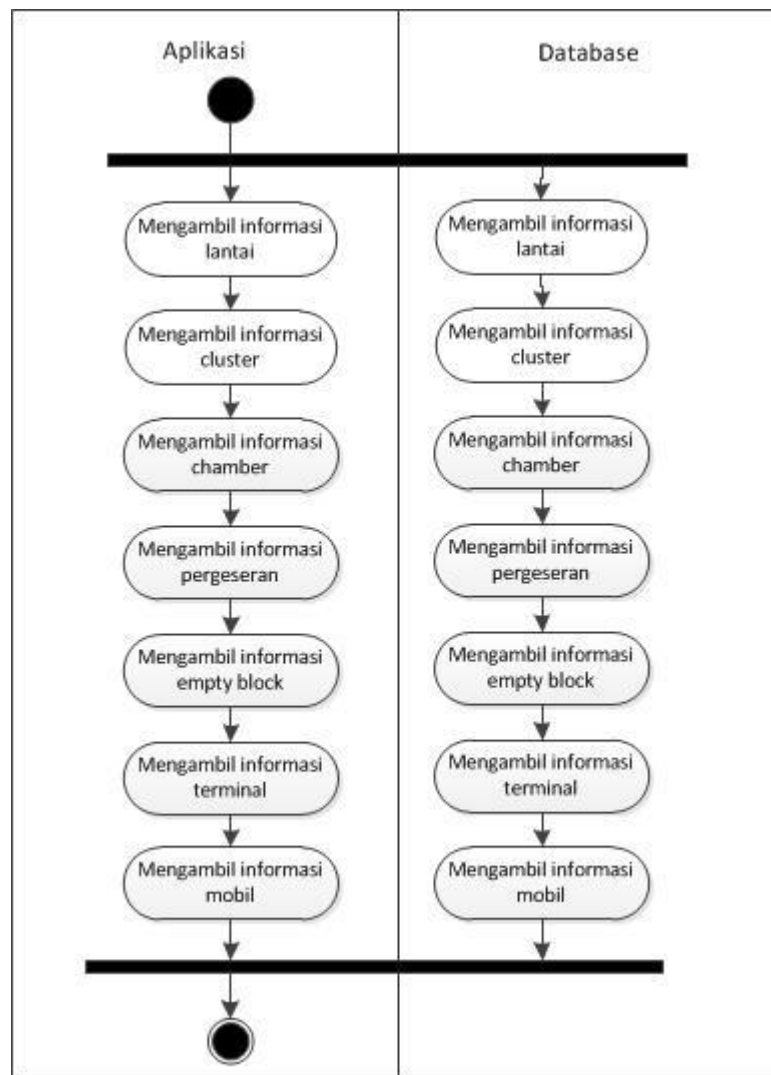 Aplikasi
Database
Mengambil informasi
lantai
Mengambil informasi
lantai
Mengambil informasi
cluster
Mengambil informasi
cluster
Mengambil informasi
chamber
Mengambil informasi
chamber
Mengambil informasi
pergeseran
Mengambil informasi
pergeseran
Mengambil informasi
empty block
Mengambil informasi
empty block
Mengambil informasi
terminal
Mengambil informasi
terminal
Mengambil informasi
mobil
Mengambil informasi
mobil